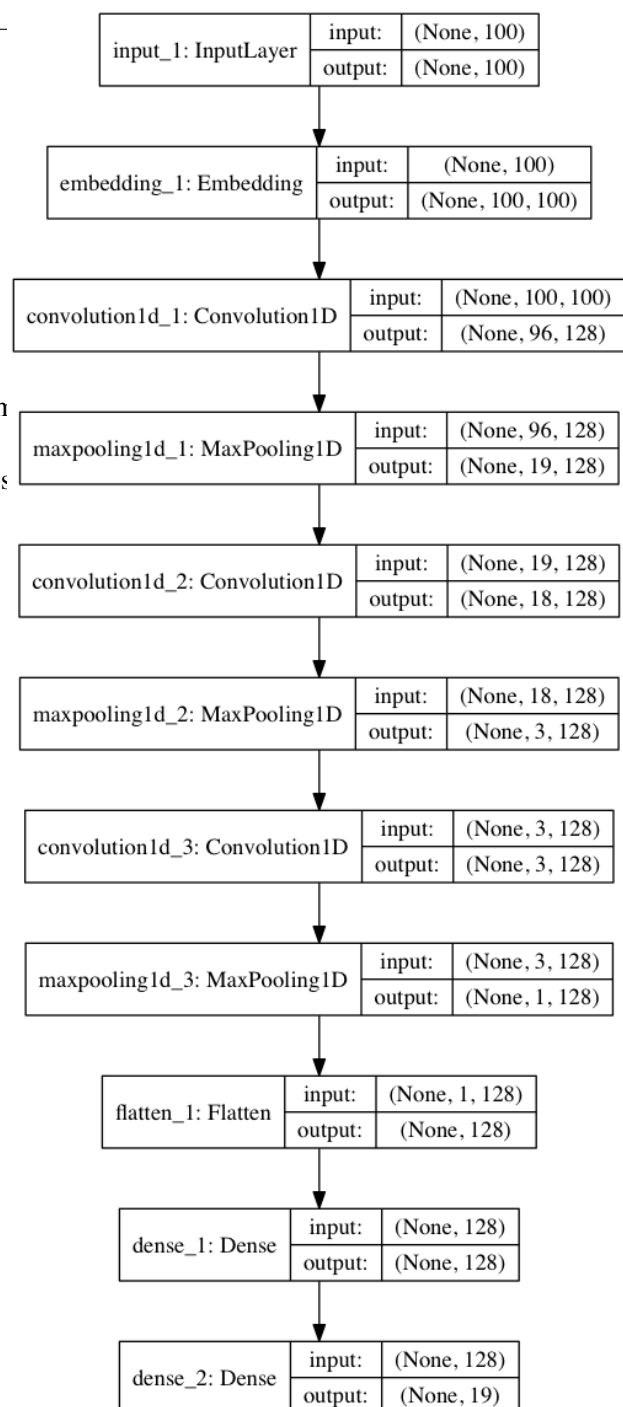 input_1: InputLayer
input: (None, 100)
output: (None, 100)
embedding_1: Embedding
input: (None, 100)
output: (None, 100, 100)
convolution1d_1: Convolution1D
input: (None, 100, 100)
output: (None, 96, 128)
maxpooling1d_1: MaxPooling1D
input: (None, 96, 128)
output: (None, 19, 128)
convolution1d_2: Convolution1D
input: (None, 19, 128)
output: (None, 18, 128)
maxpooling1d_2: MaxPooling1D
input: (None, 18, 128)
output: (None, 3, 128)
convolution1d_3: Convolution1D
input: (None, 3, 128)
output: (None, 3, 128)
maxpooling1d_3: MaxPooling1D
input: (None, 3, 128)
output: (None, 1, 128)
flatten_1: Flatten
input: (None, 1, 128)
output: (None, 128)
dense_1: Dense
input: (None, 128)
output: (None, 128)
dense_2: Dense
input: (None, 128)
output: (None, 19)